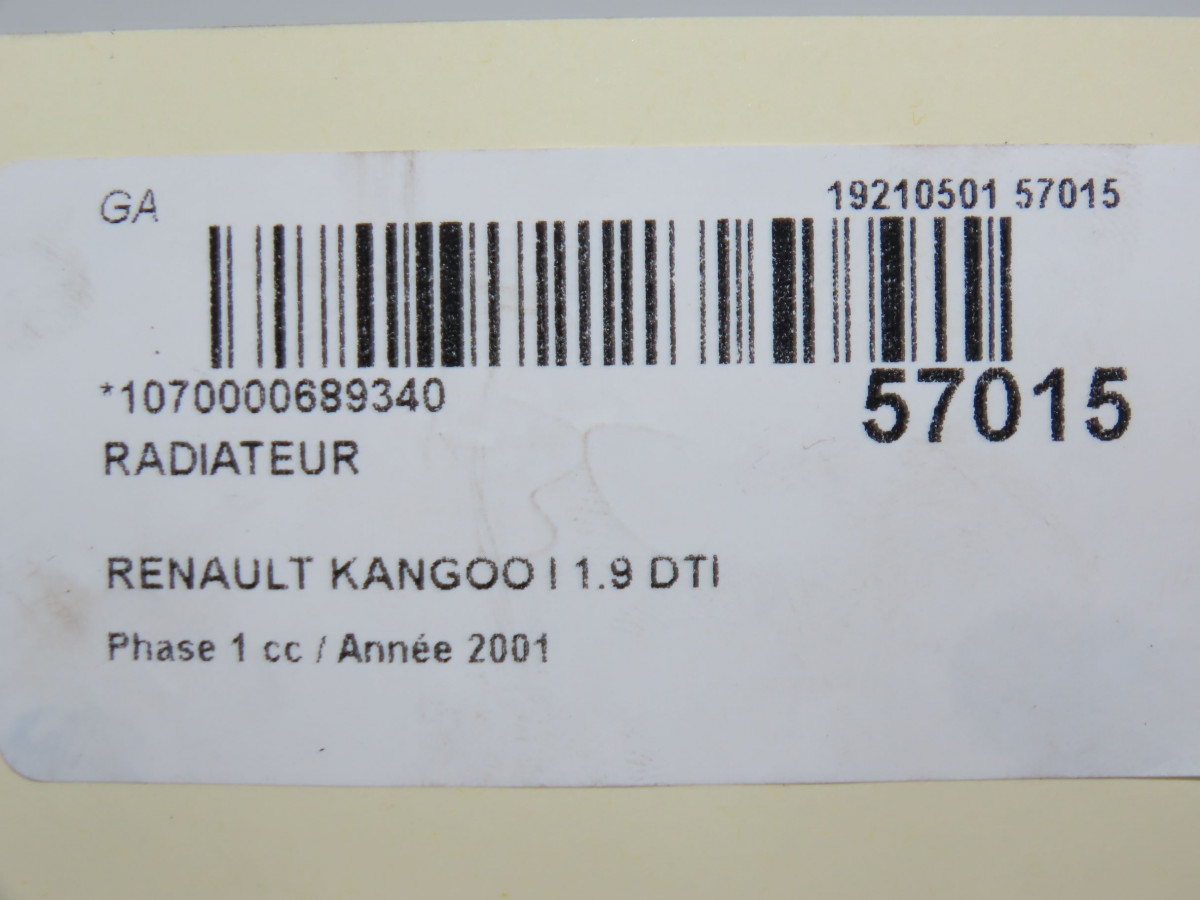 GA
19210501 57015
*1070000689340
57015
RADIATEUR
RENAULT KANGOO I 1.9 DTI
Phase 1 cc / Année 2001